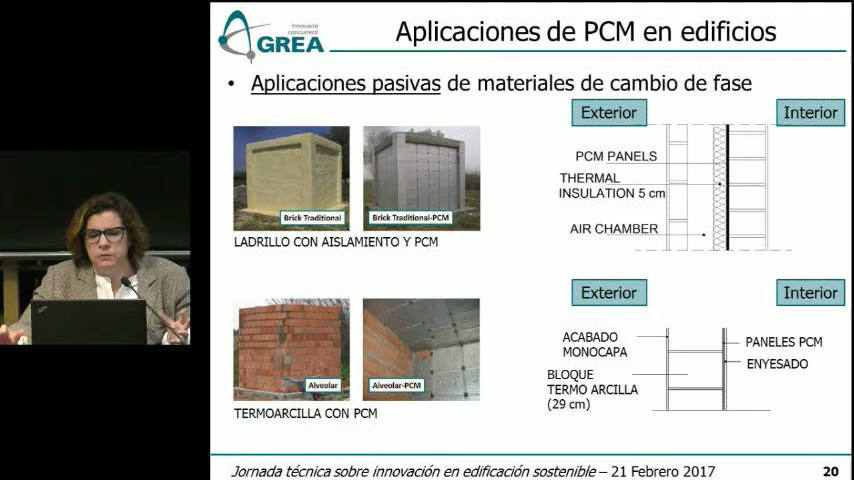 innovació
concurrent
GREA
Aplicaciones de PCM en edificios
• Aplicaciones pasivas de materiales de cambio de fase
Exterior
Interior
Brick Traditional
Brick Traditional-PCM
LADRILLO CON AISLAMIENTO Y PCM
PCM PANELS
THERMAL
INSULATION 5 cm
AIR CHAMBER
Exterior
Interior
Alveolar
Alveolar-PCM
TERMOARCILLA CON PCM
ACABADO
MONOCAPA
BLOQUE
TERMO ARCILLA
(29 cm)
PANELES PCM
ENYESADO
Jornada técnica sobre innovación en edificación sostenible – 21 Febrero 2017
20